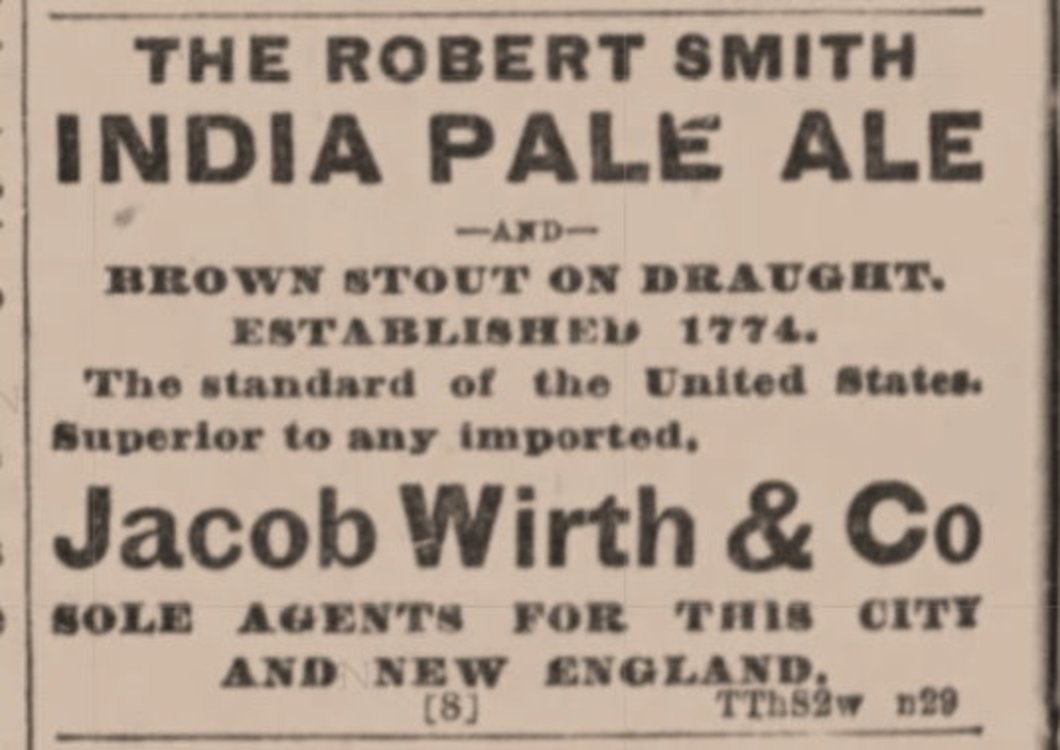 THE ROBERT SMITH
INDIA PALE ALE
—AND—
BROWN STOUT ON DRAUGHT.
ESTABLISHED 1774.
The standard of the United States.
Superior to any imported,
Jacob Wirth & Co
SOLE AGENTS FOR THIS CITY
AND NEW ENGLAND.
[8] TThS2w n29